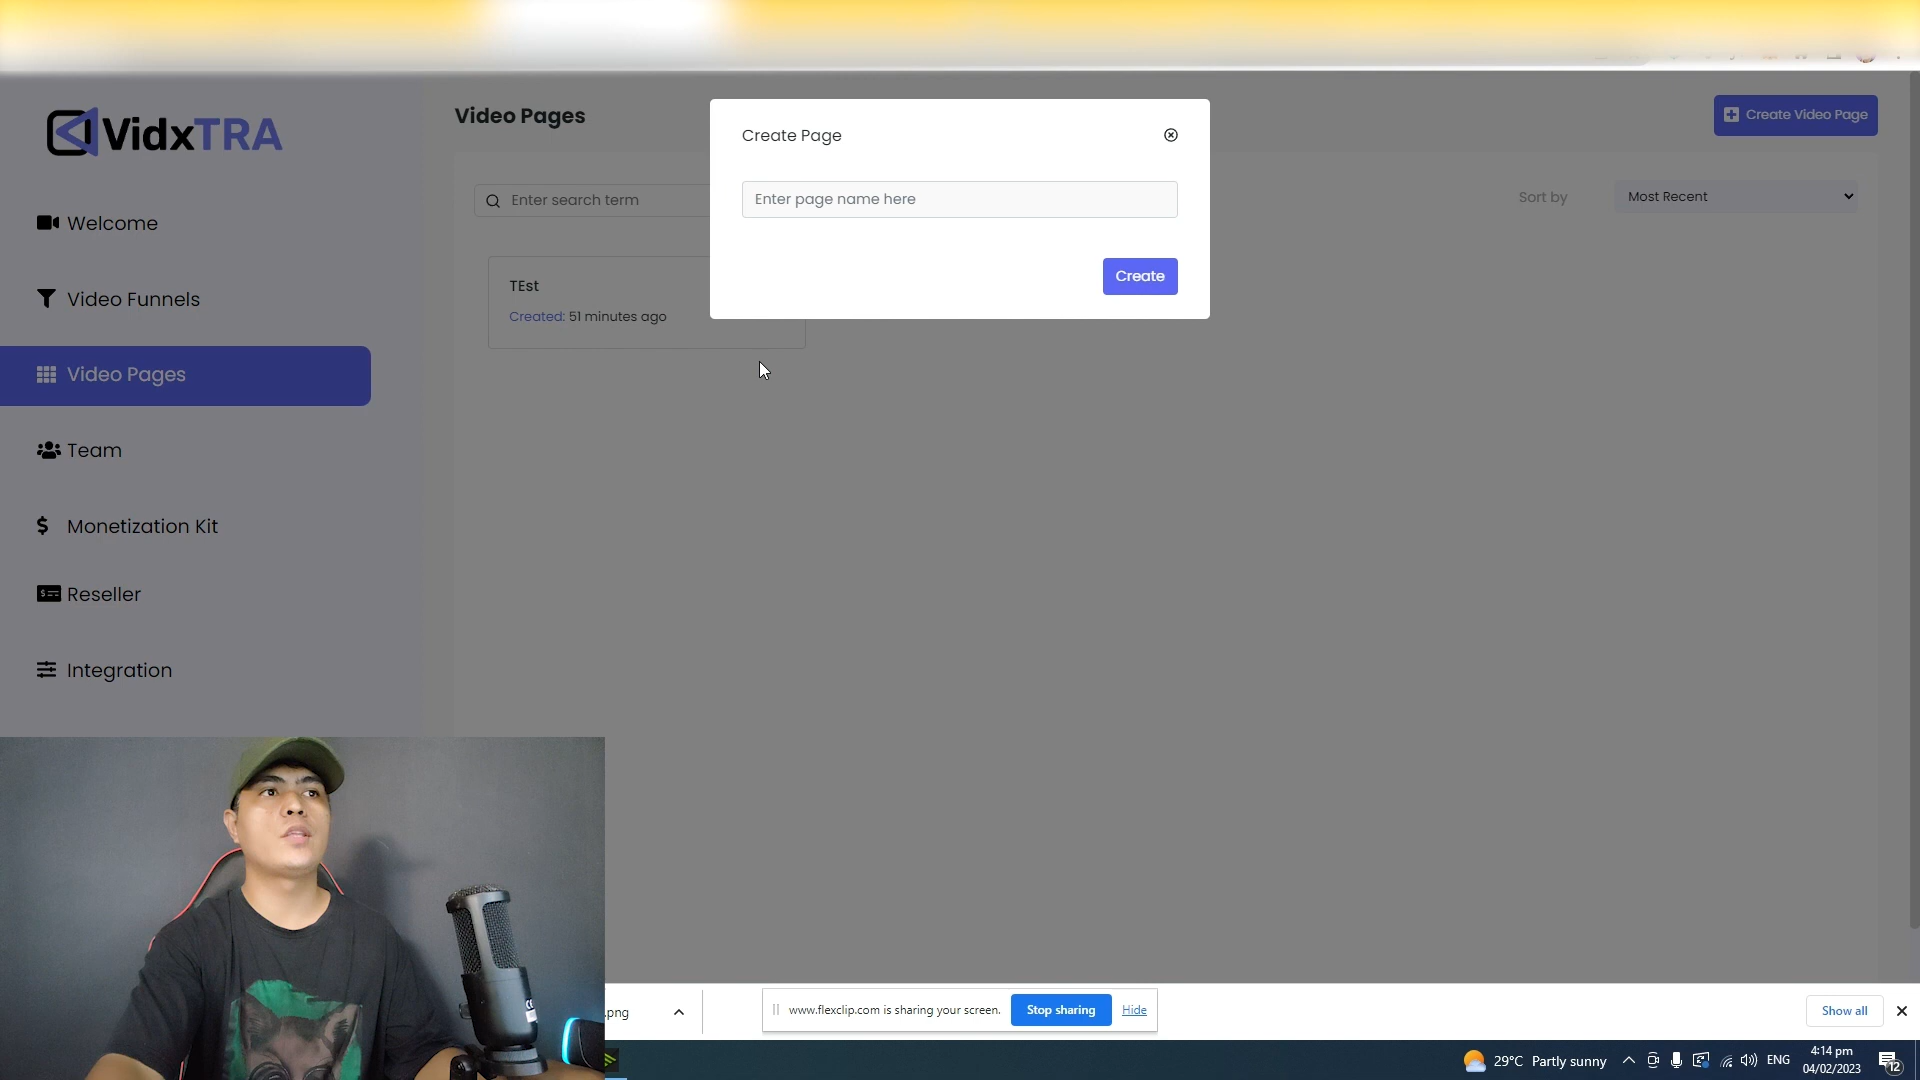 VidxTRA
Welcome
Video Funnels
Video Pages
Team
Monetization Kit
Reseller
Integration
Video Pages
Create Video Page
Enter search term
Sort by
Most Recent
TEst
Created: 51 minutes ago
Create Page
Enter page name here
Create
.png
www.flexclip.com is sharing your screen.
Stop sharing
Hide
Show all
29°C Partly sunny
ENG
4:14 pm
04/02/2023
12